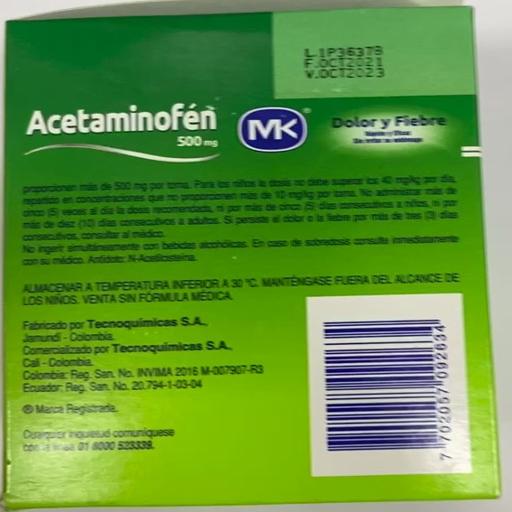 L.1P3637B
F.OCT2021
V.OCT2023
Acetaminofén
500 mg
MK
®
Dolor y Fiebre
proporcionen más de 500 mg por toma. Para los niños la dosis no debe superar los 40 mg/kg por día,
repartido en concentraciones que no proporcionen más de 10 mg/kg por toma. No administrar más de
cinco (5) veces al día la dosis recomendada, ni por más de cinco (5) días consecutivos a niños, ni por
más de diez (10) días consecutivos a adultos. Si persiste el dolor o la fiebre por más de tres (3) días
consecutivos, consultar al médico.
No ingerir simultáneamente con bebidas alcohólicas. En caso de sobredosis consulte inmediatamente
con su médico. Antídoto: N-Acetilcisteína.
ALMACENAR A TEMPERATURA INFERIOR A 30 °C. MANTÉNGASE FUERA DEL ALCANCE DE
LOS NIÑOS. VENTA SIN FÓRMULA MÉDICA.
Fabricado por Tecnoquímicas S.A.,
Jamundí - Colombia.
Comercializado por Tecnoquímicas S.A.,
Cali - Colombia.
Colombia: Reg. San. No. INVIMA 2016 M-007907-R3
Ecuador: Reg. San. No. 20.794-1-03-04
® Marca Registrada.
Cualquier inquietud comuníquese
con la línea 01 8000 523339.
7 702057 092634